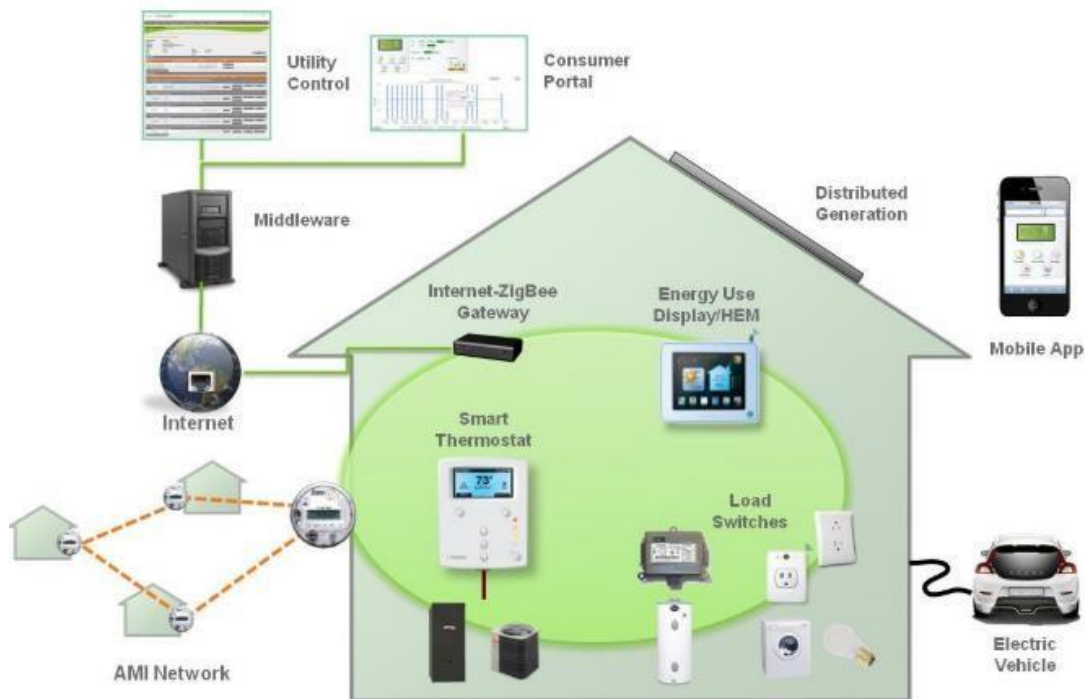 Utility
Control
Consumer
Portal
Middleware
Distributed
Generation
Internet-ZigBee
Gateway
Energy Use
Display/HEM
Mobile App
Internet
Smart
Thermostat
73°
Load
Switches
AMI Network
Electric
Vehicle